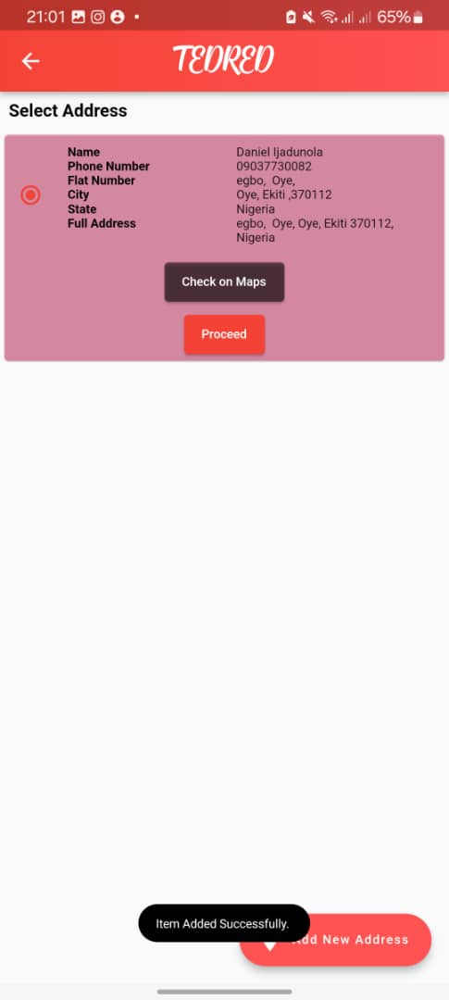 21:01 65%
TEDRED
Select Address
Name Daniel Ijadunola
Phone Number 09037730082
Flat Number egbo, Oye,
City Oye, Ekiti ,370112
State Nigeria
Full Address egbo, Oye, Oye, Ekiti 370112,
Nigeria
Check on Maps
Proceed
Item Added Successfully.
Add New Address